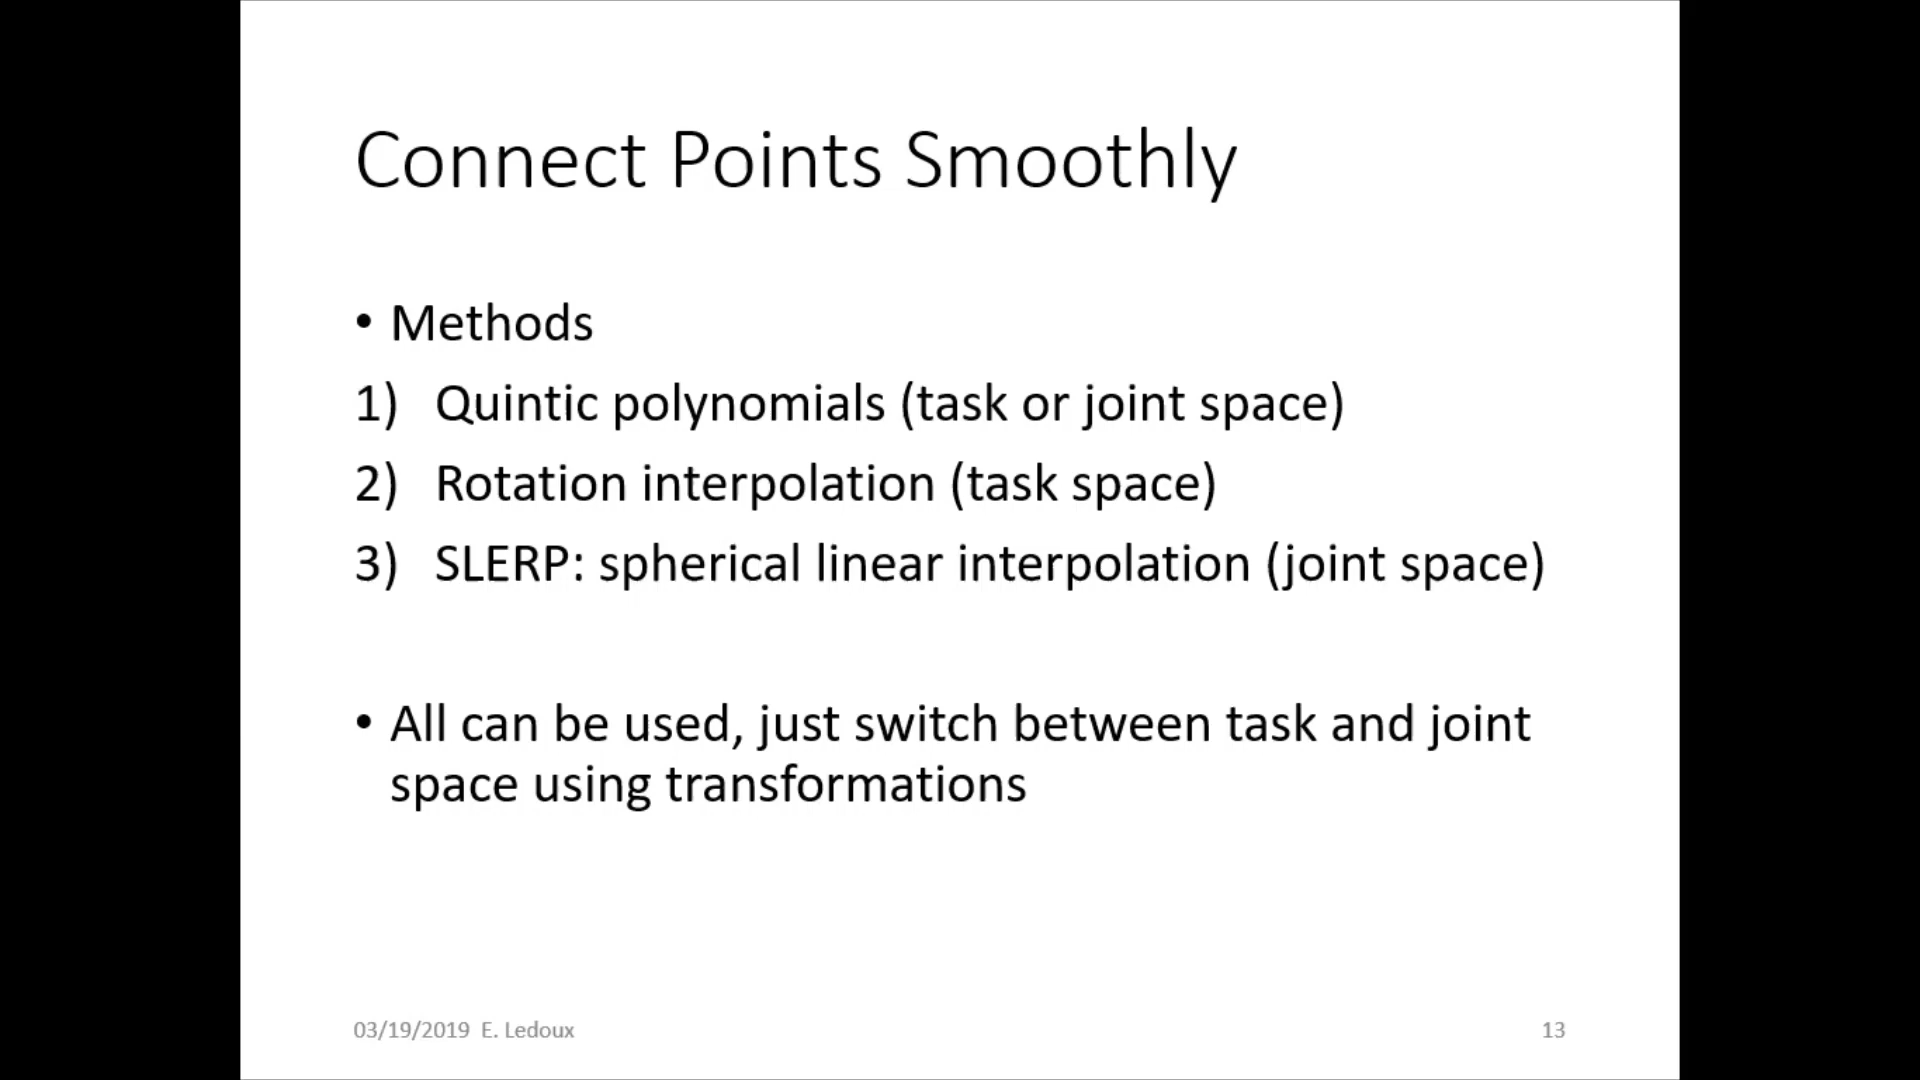 Connect Points Smoothly
• Methods
1) Quintic polynomials (task or joint space)
2) Rotation interpolation (task space)
3) SLERP: spherical linear interpolation (joint space)
• All can be used, just switch between task and joint
space using transformations
03/19/2019 E. Ledoux
13